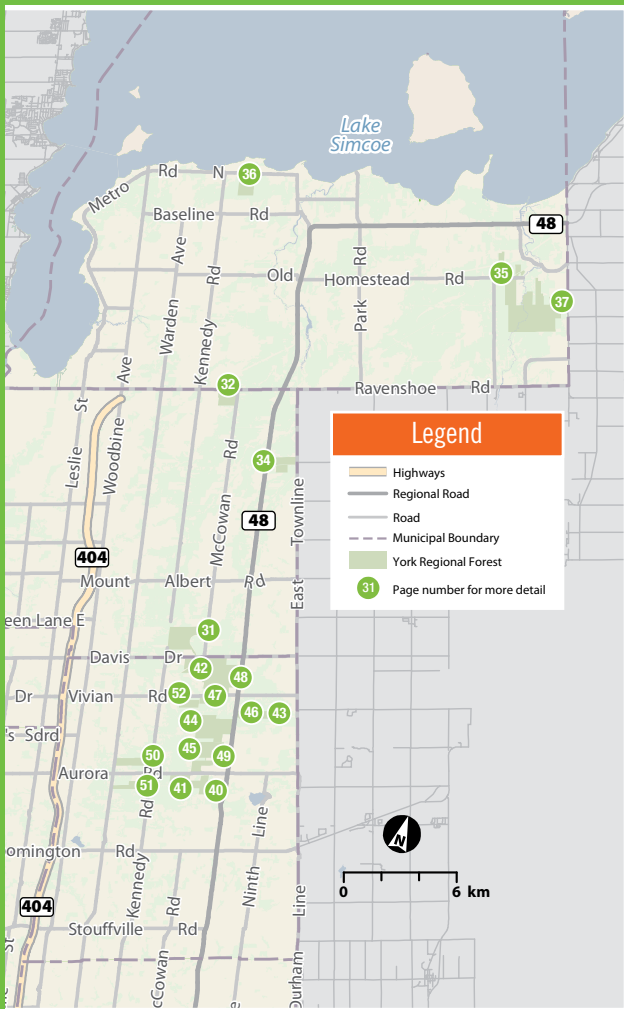 Lake
Simcoe
Metro Rd N
36
Baseline Rd
48
Old Homestead Rd
35
37
Warden Ave
Kennedy Rd
Park Rd
32
Ravenshoe Rd
Leslie St
Woodbine Ave
34
McCowan Rd
48
East Townline
Legend
Highways
Regional Road
Road
Municipal Boundary
York Regional Forest
31 Page number for more detail
404
Mount Albert Rd
een Lane E
31
Davis Dr
42
48
Dr Vivian Rd
52
47
46
43
44
's Sdrd
45
50
49
Aurora Rd
51
41
40
Kennedy Rd
Ninth Line
omington Rd
N
0 6 km
404
Stouffville Rd
St
cCowan Rd
e
Durham Line